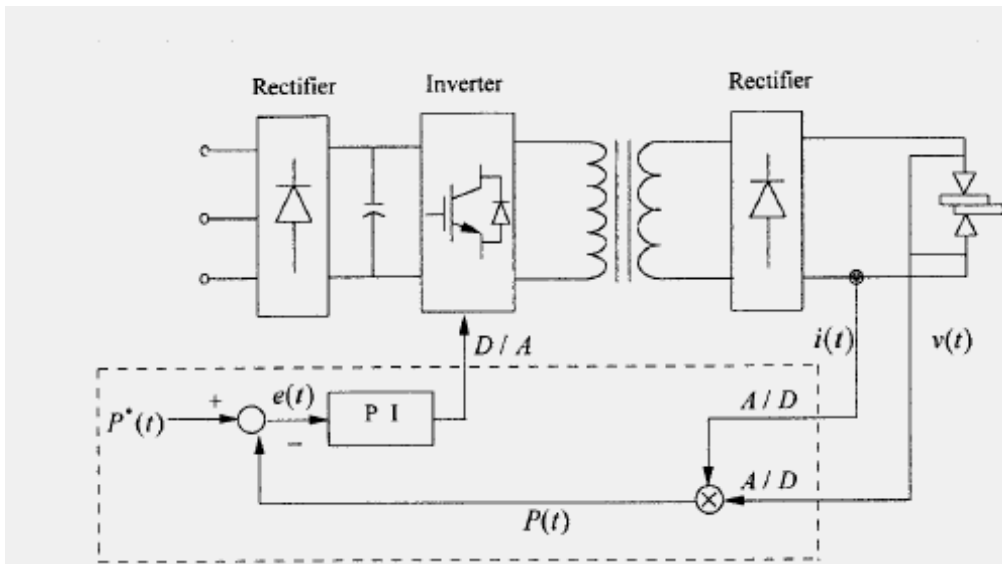 Rectifier
Inverter
Rectifier
D / A
i(t)
v(t)
P*(t)
+
e(t)
−
P I
A / D
A / D
P(t)